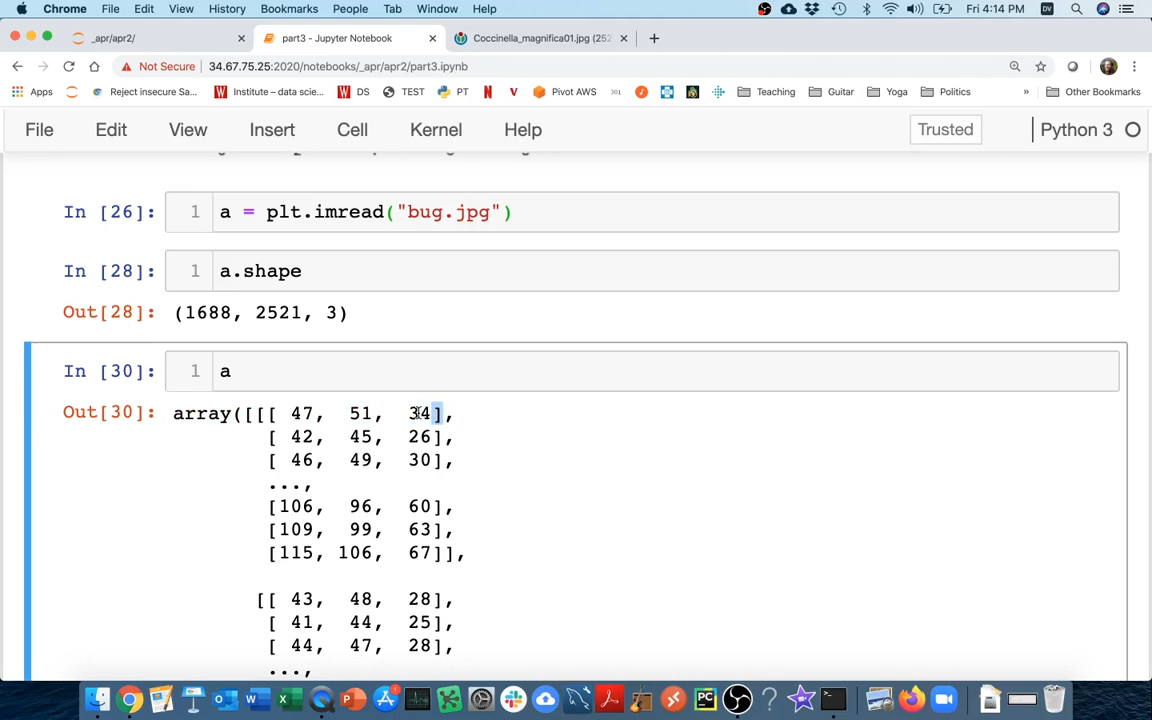 Chrome File Edit View History Bookmarks People Tab Window Help Fri 4:14 PM
_apr/apr2/ part3 - Jupyter Notebook Coccinella_magnifica01.jpg (252
Not Secure 34.67.75.25:2020/notebooks/_apr/apr2/part3.ipynb
Apps Reject insecure Sa... Institute – data scie... DS TEST PT Pivot AWS Teaching Guitar Yoga Politics » Other Bookmarks
File Edit View Insert Cell Kernel Help Trusted Python 3
In [26]: 1 a = plt.imread("bug.jpg")
In [28]: 1 a.shape
Out[28]: (1688, 2521, 3)
In [30]: 1 a
Out[30]: array([[[ 47, 51, 34],
[ 42, 45, 26],
[ 46, 49, 30],
...,
[106, 96, 60],
[109, 99, 63],
[115, 106, 67]],
[[ 43, 48, 28],
[ 41, 44, 25],
[ 44, 47, 28],
...,